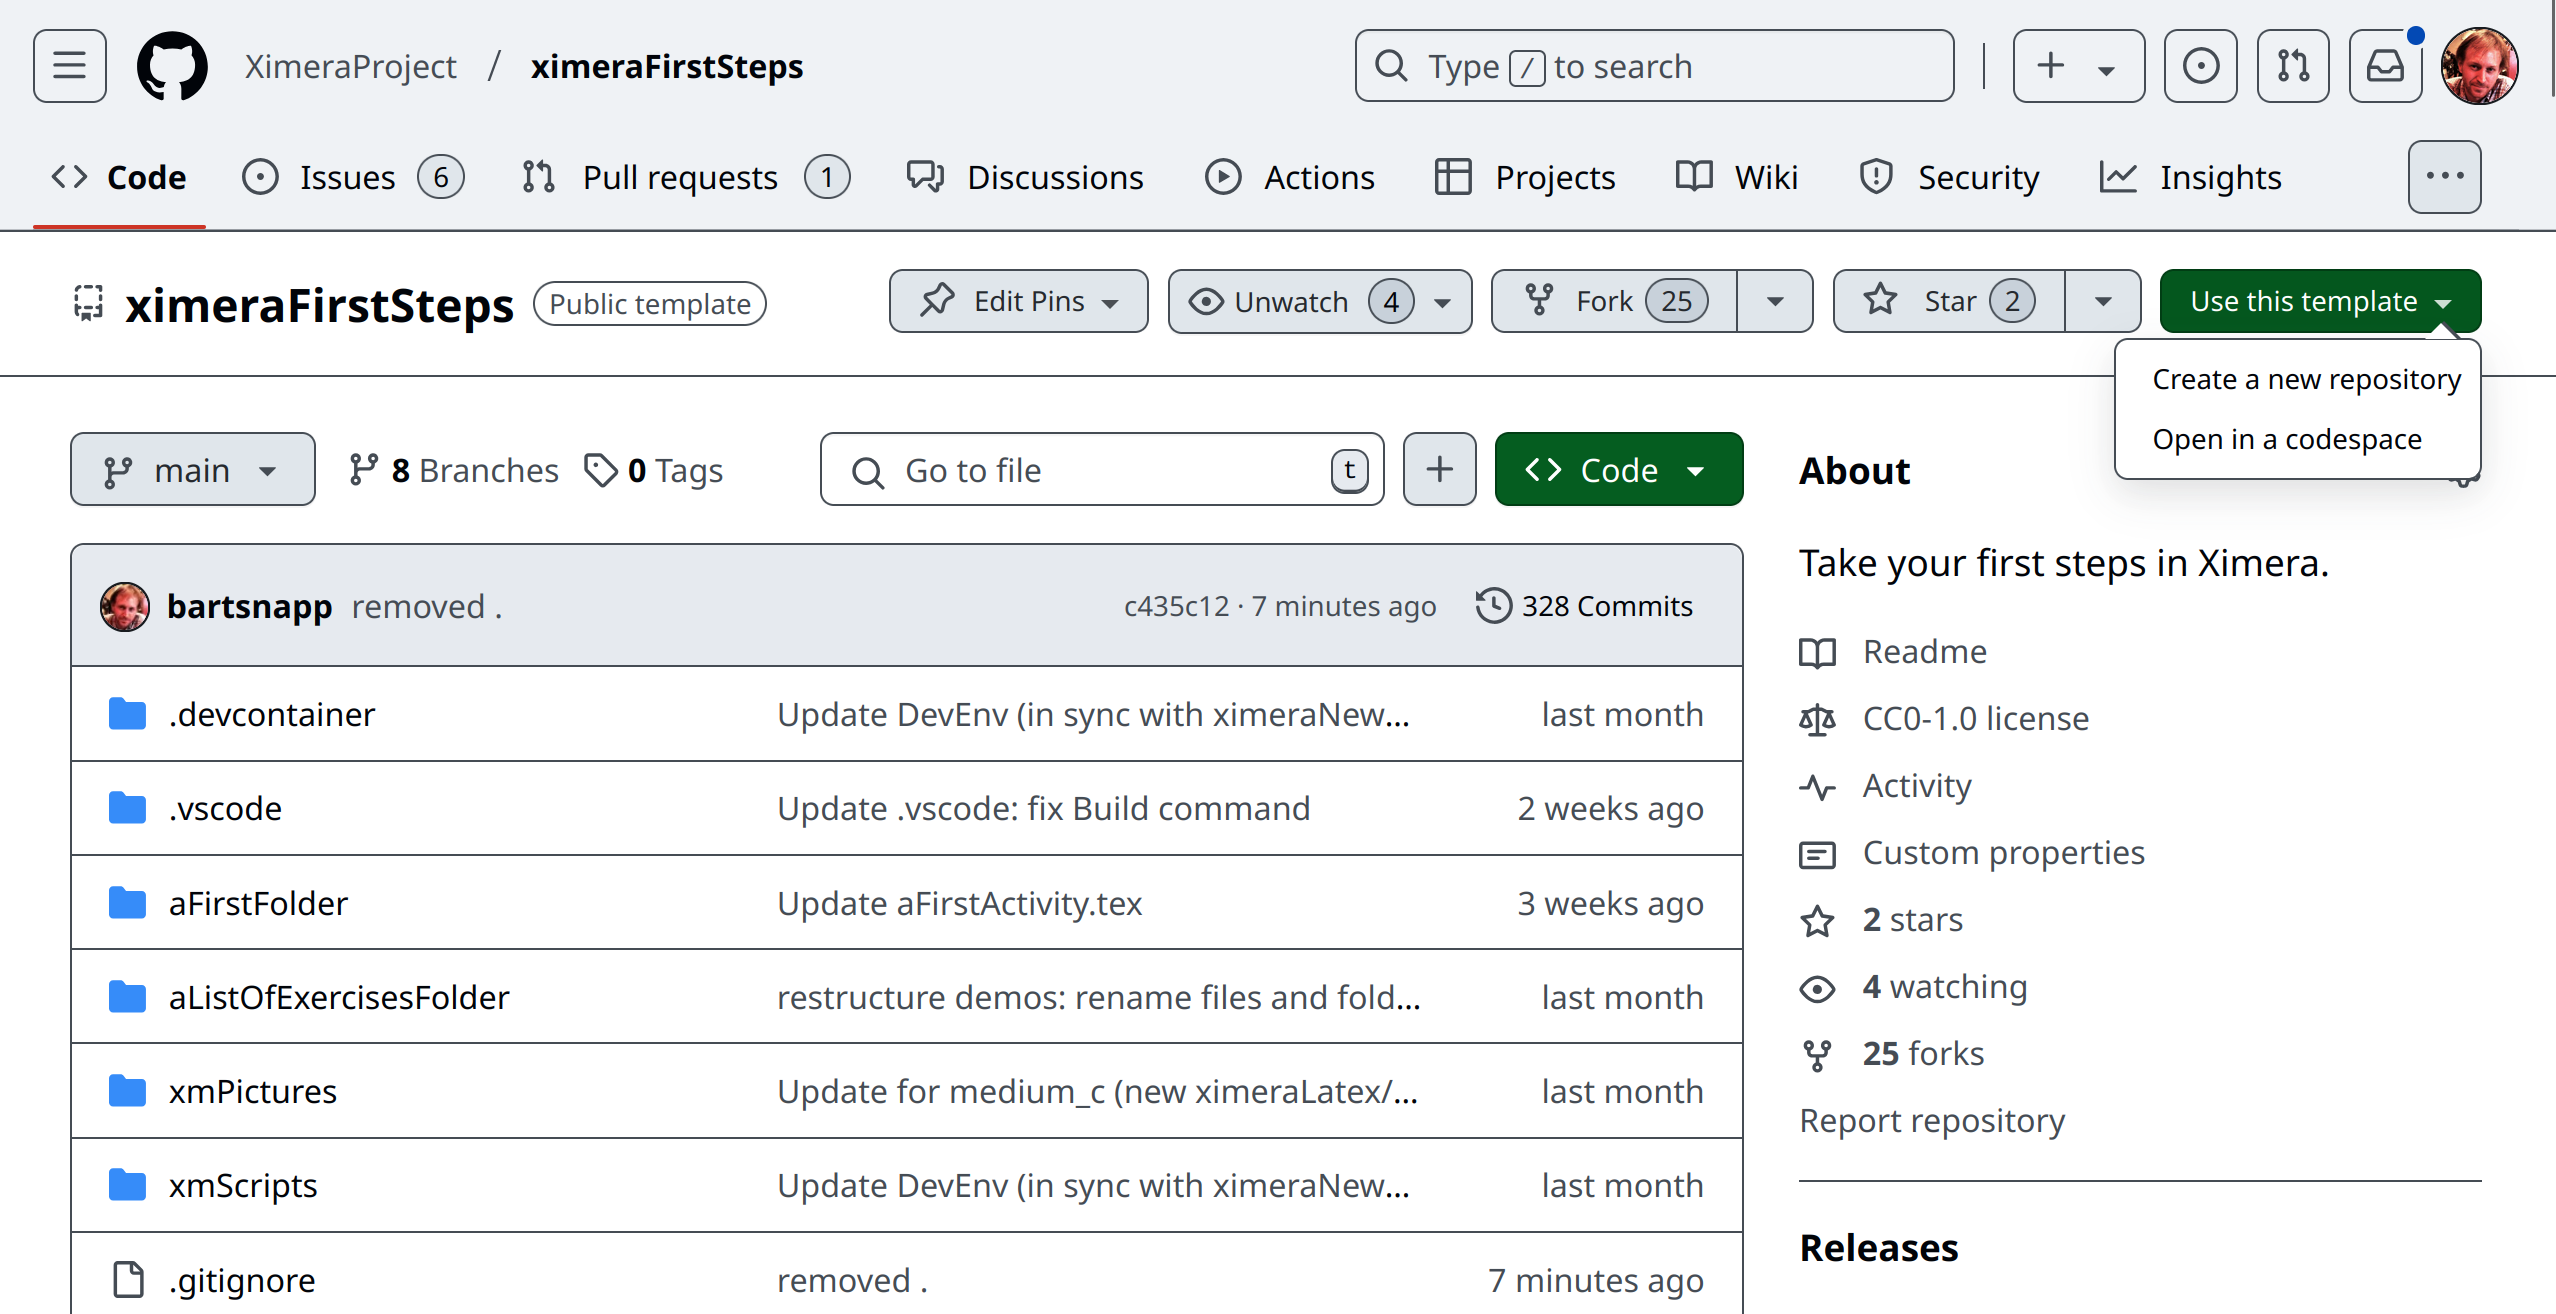 XimeraProject / ximeraFirstSteps Type / to search
Code Issues 6 Pull requests 1 Discussions Actions Projects Wiki Security Insights
ximeraFirstSteps Public template Edit Pins Unwatch 4 Fork 25 Star 2 Use this template
Create a new repository
Open in a codespace
main 8 Branches 0 Tags Go to file t Code
About
Take your first steps in Ximera.
bartsnapp removed . c435c12 · 7 minutes ago 328 Commits
.devcontainer Update DevEnv (in sync with ximeraNew... last month
.vscode Update .vscode: fix Build command 2 weeks ago
aFirstFolder Update aFirstActivity.tex 3 weeks ago
aListOfExercisesFolder restructure demos: rename files and fold... last month
xmPictures Update for medium_c (new ximeraLatex/... last month
xmScripts Update DevEnv (in sync with ximeraNew... last month
.gitignore removed . 7 minutes ago
Readme
CC0-1.0 license
Activity
Custom properties
2 stars
4 watching
25 forks
Report repository
Releases